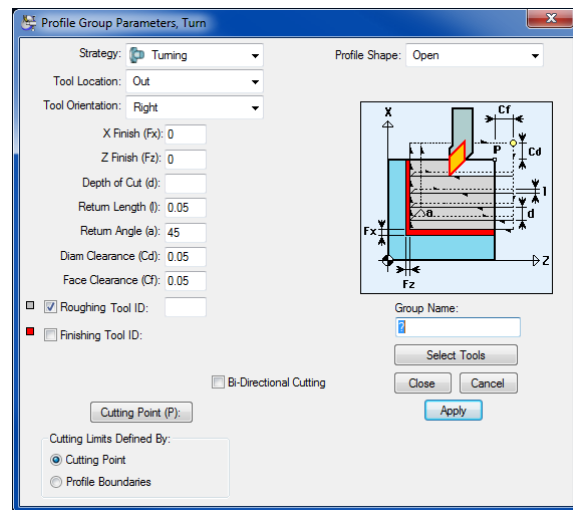 Profile Group Parameters, Turn
x
Strategy: Turning
Profile Shape: Open
Tool Location: Out
Tool Orientation: Right
X Finish (Fx): 0
Z Finish (Fz): 0
Depth of Cut (d):
Return Length (l): 0.05
Return Angle (a): 45
Diam Clearance (Cd): 0.05
Face Clearance (Cf): 0.05
Roughing Tool ID:
Finishing Tool ID:
X
Cf
P
Cd
l
a
d
Fx
Z
Fz
Group Name:
?
Select Tools
Bi-Directional Cutting
Close
Cancel
Cutting Point (P):
Apply
Cutting Limits Defined By:
Cutting Point
Profile Boundaries